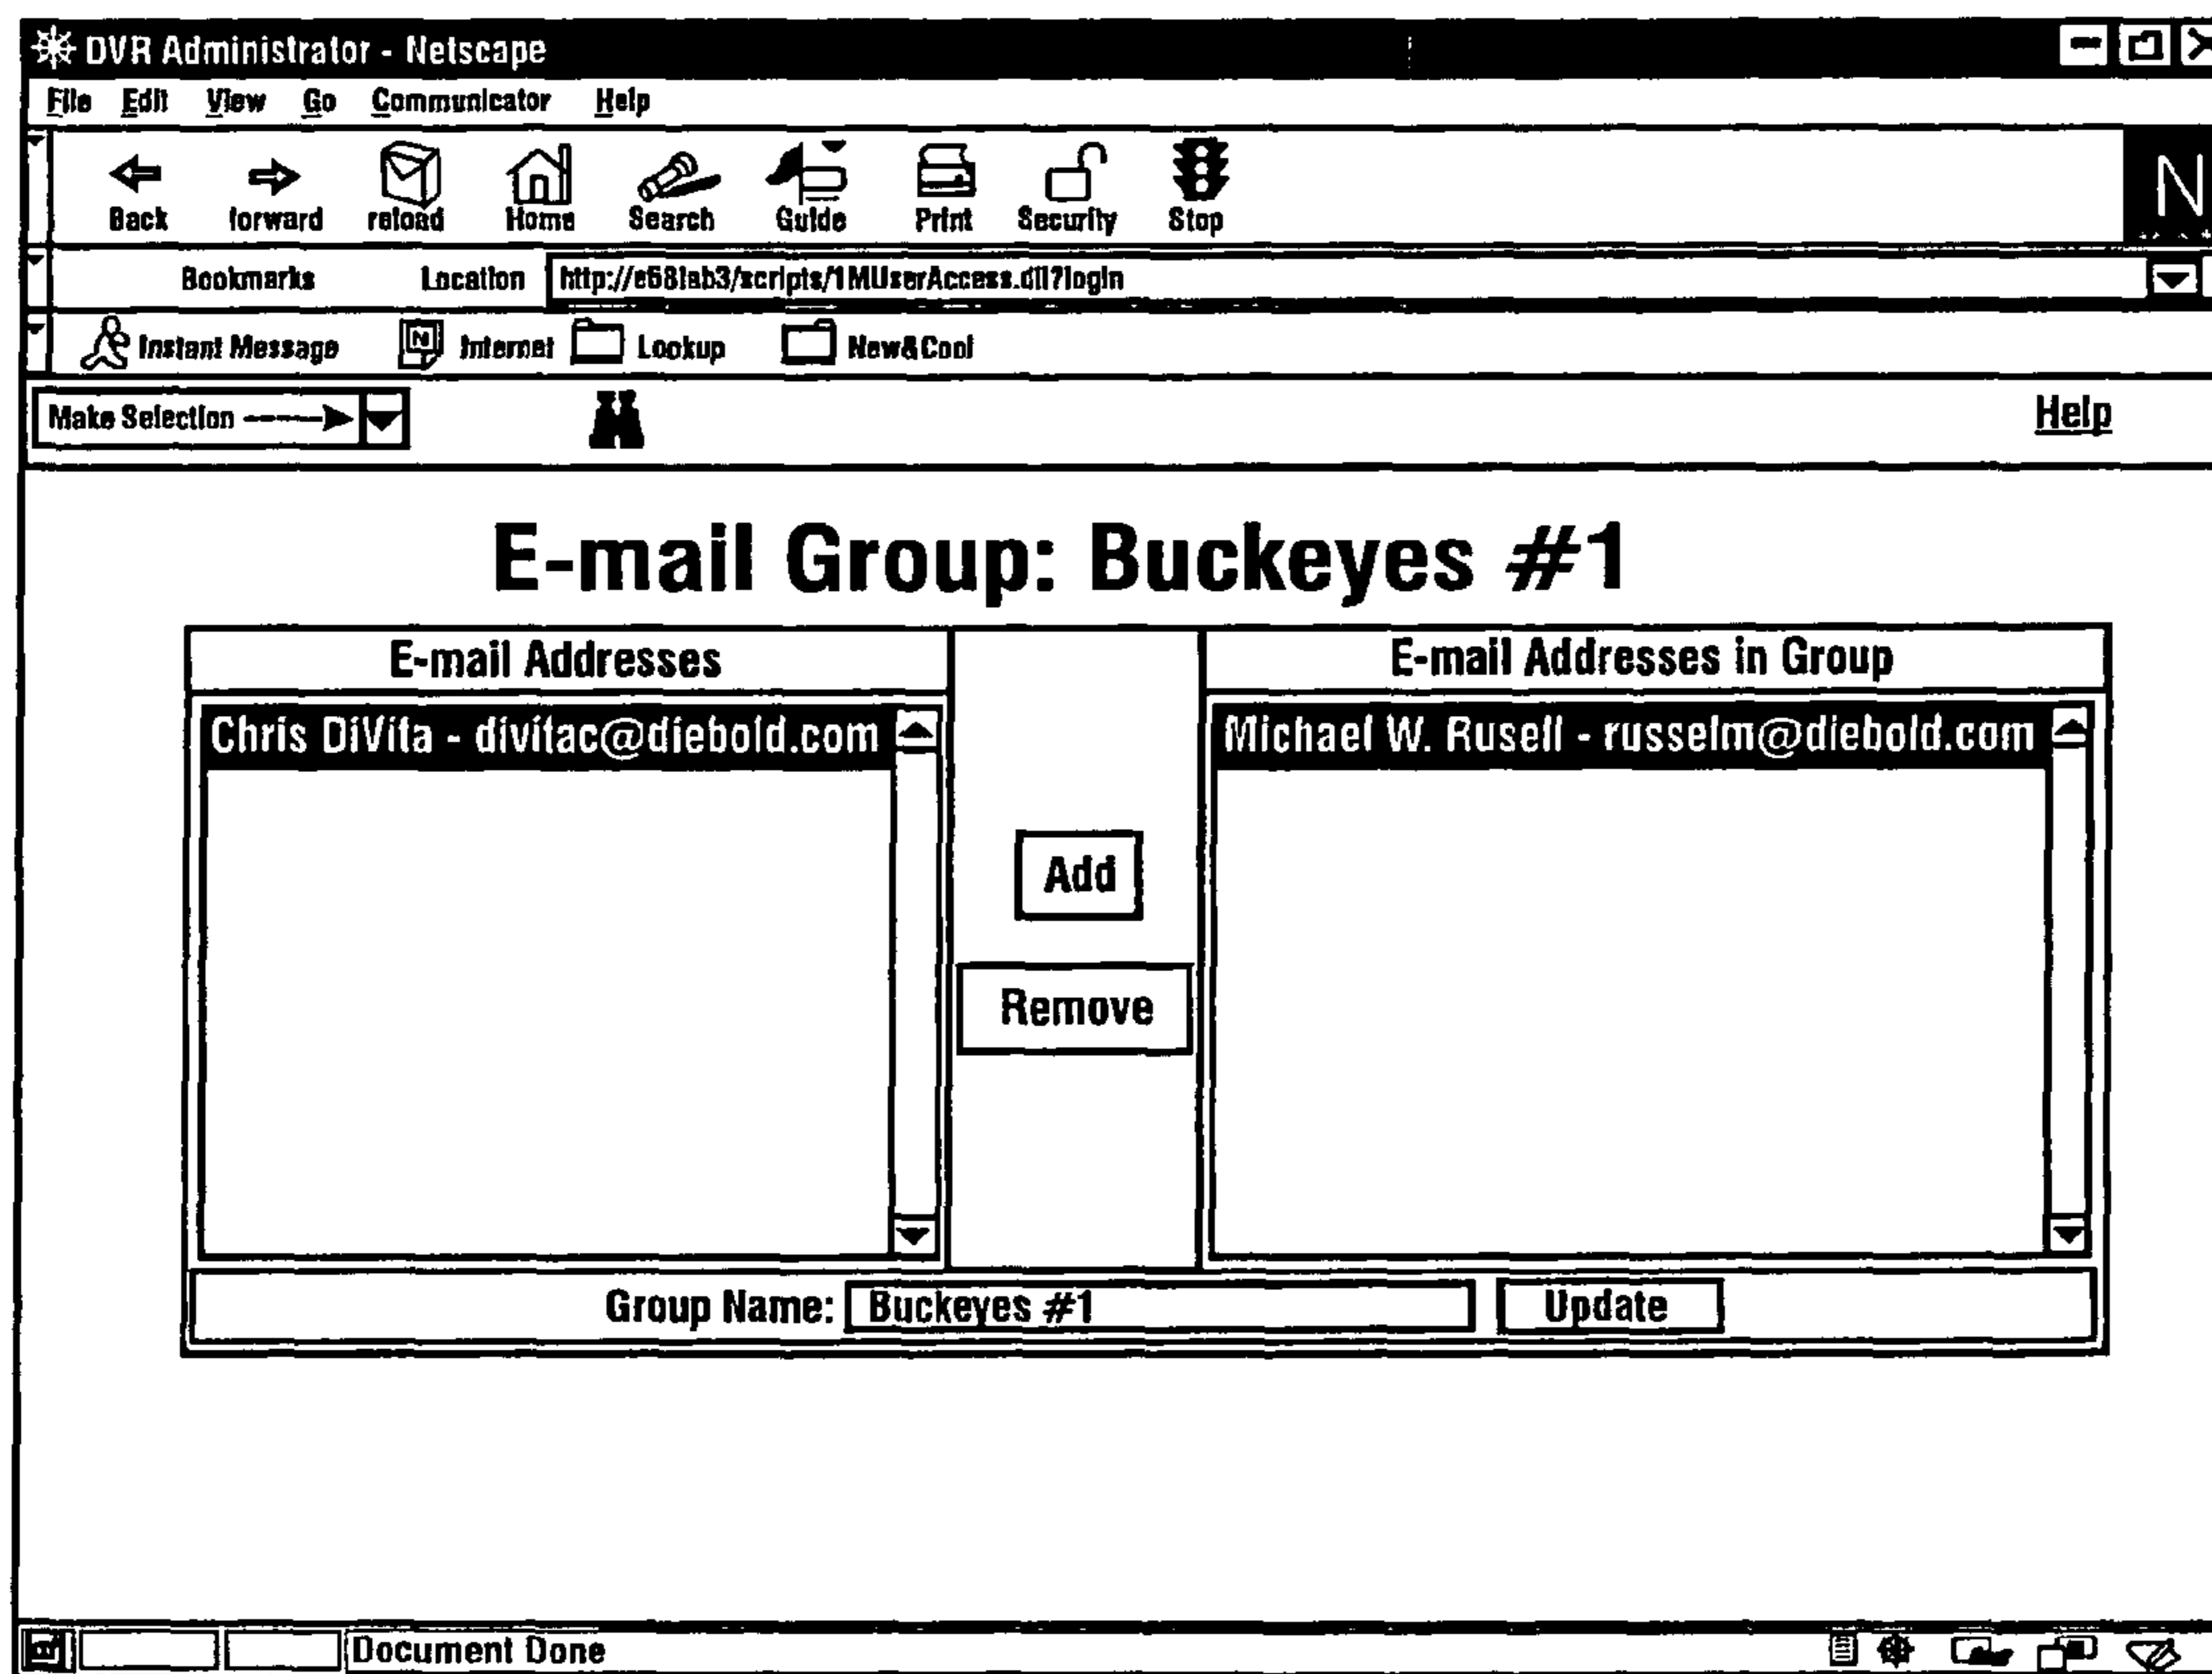 DVR Administrator - Netscape
File Edit View Go Communicator Help
Back forward reload Home Search Guide Print Security Stop
N
Bookmarks Location http://e581ab3/scripts/1MUserAccess.dll?login
Instant Message Internet Lookup New&Cool
Make Selection Help
E-mail Group: Buckeyes #1
E-mail Addresses E-mail Addresses in Group
Chris DiVita - divitac@diebold.com Michael W. Rusell - russelm@diebold.com
Add
Remove
Group Name: Buckeyes #1 Update
Document Done